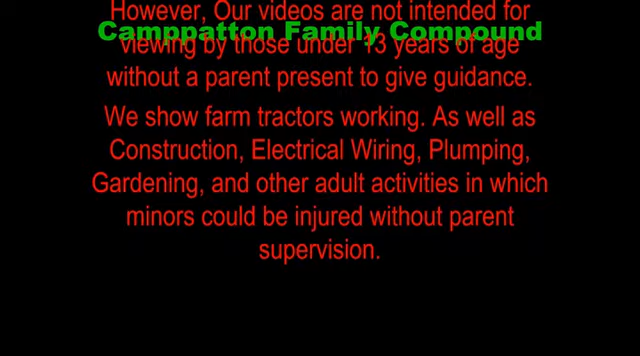 However, Our videos are not intended for
Camppatton Family Compound
viewing by those under 13 years of age
without a parent present to give guidance.
We show farm tractors working. As well as
Construction, Electrical Wiring, Plumping,
Gardening, and other adult activities in which
minors could be injured without parent
supervision.